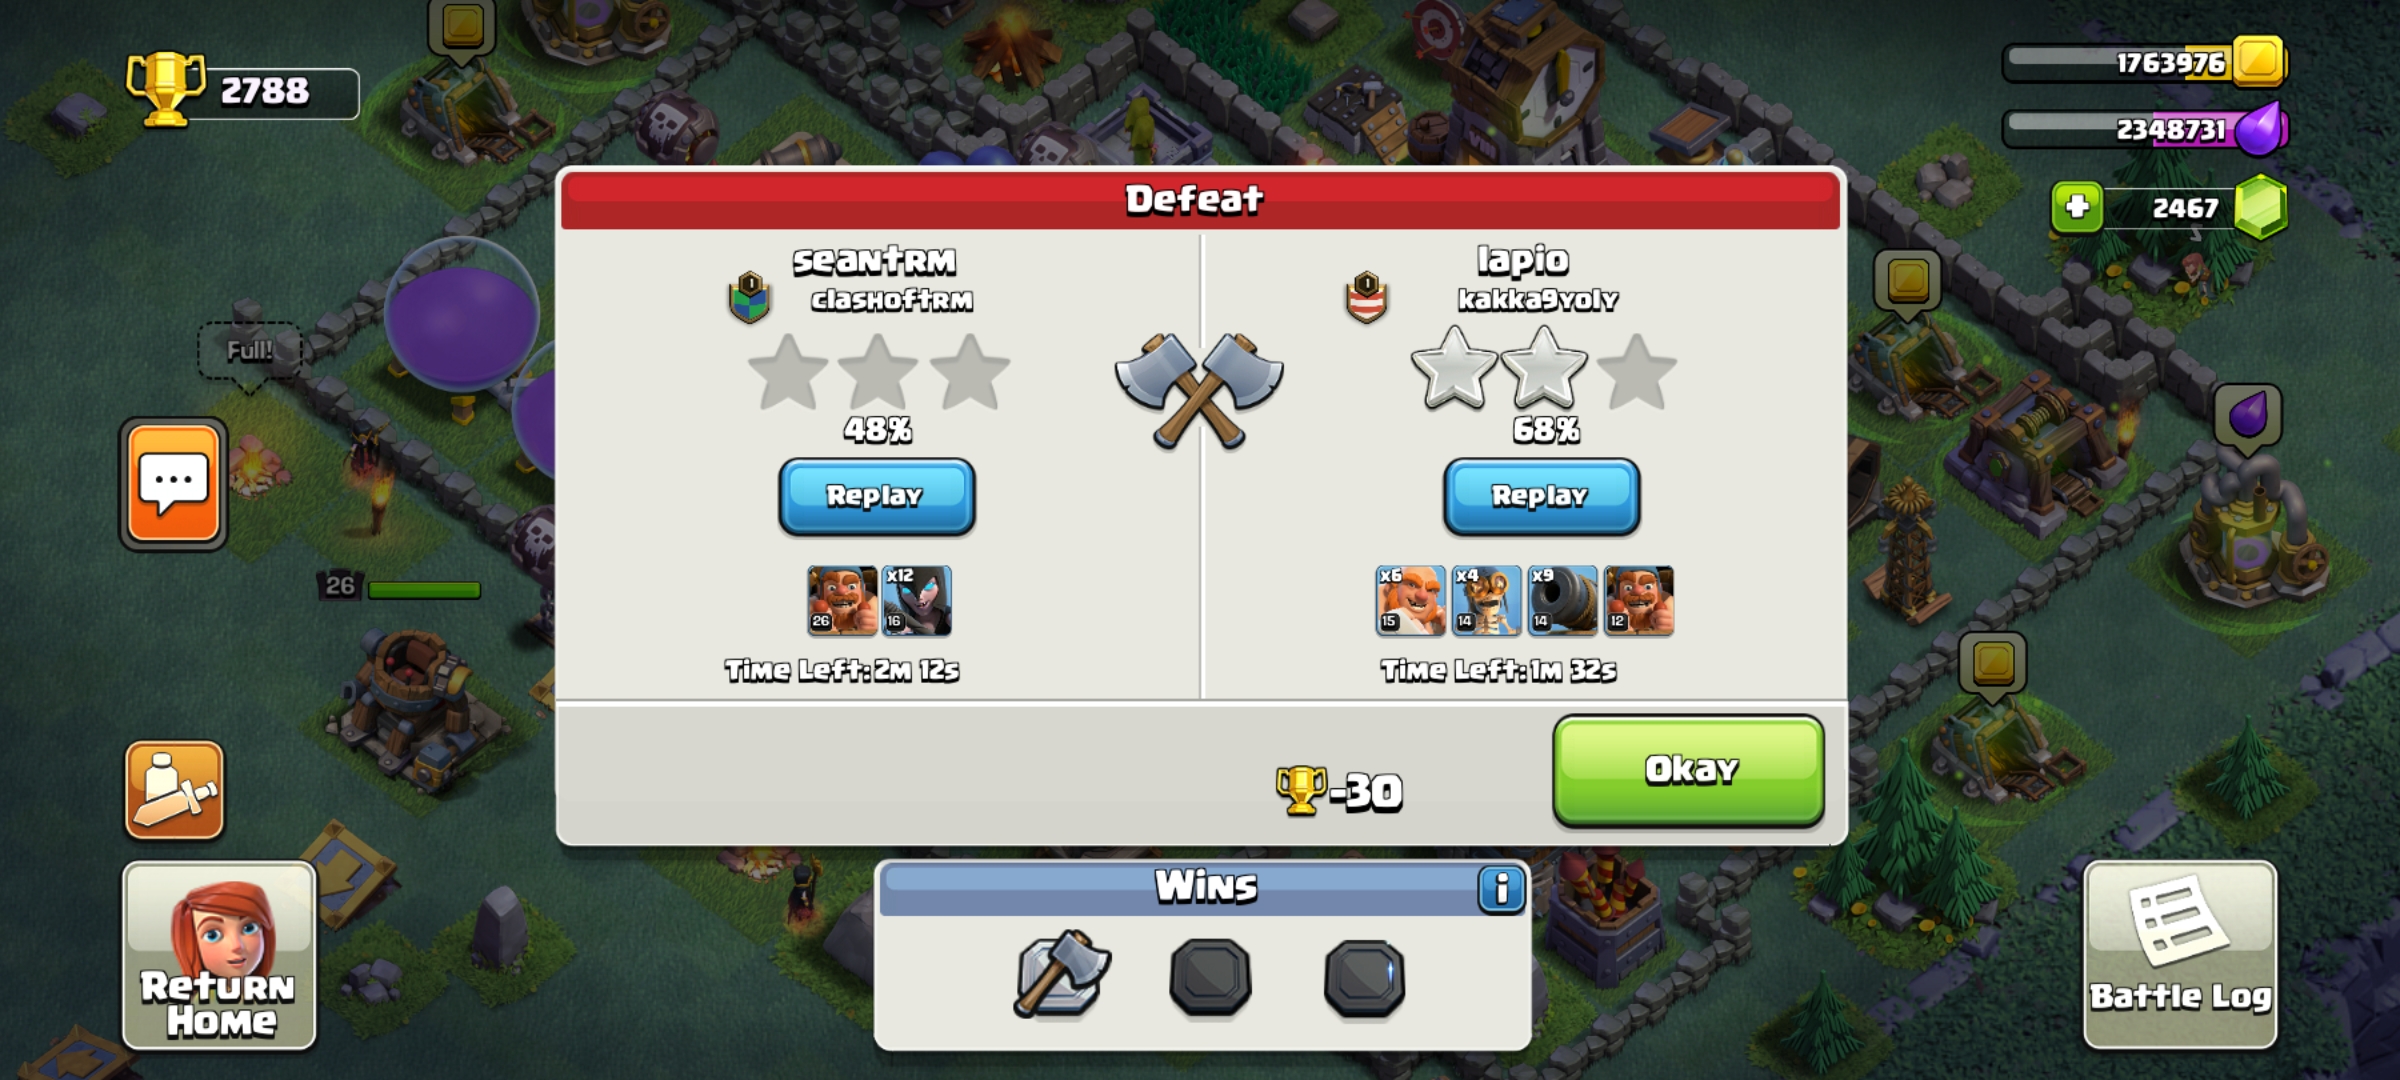 2788
1763976
2348731
2467
Full!
26
Defeat
seantRM
clasHoftRM
48%
Replay
26
x12
16
Time Left:2m 12s
lapio
kakka9yoly
68%
Replay
x6
15
x4
14
x9
14
12
Time Left:1m 32s
-30
Okay
Wins
i
Return
Home
Battle Log